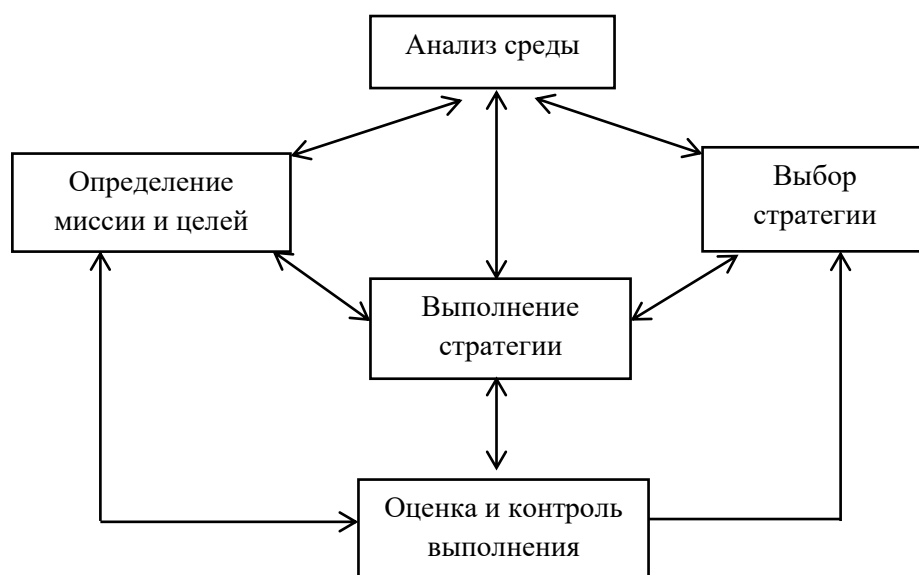 Анализ среды
Определение
миссии и целей
Выбор
стратегии
Выполнение
стратегии
Оценка и контроль
выполнения